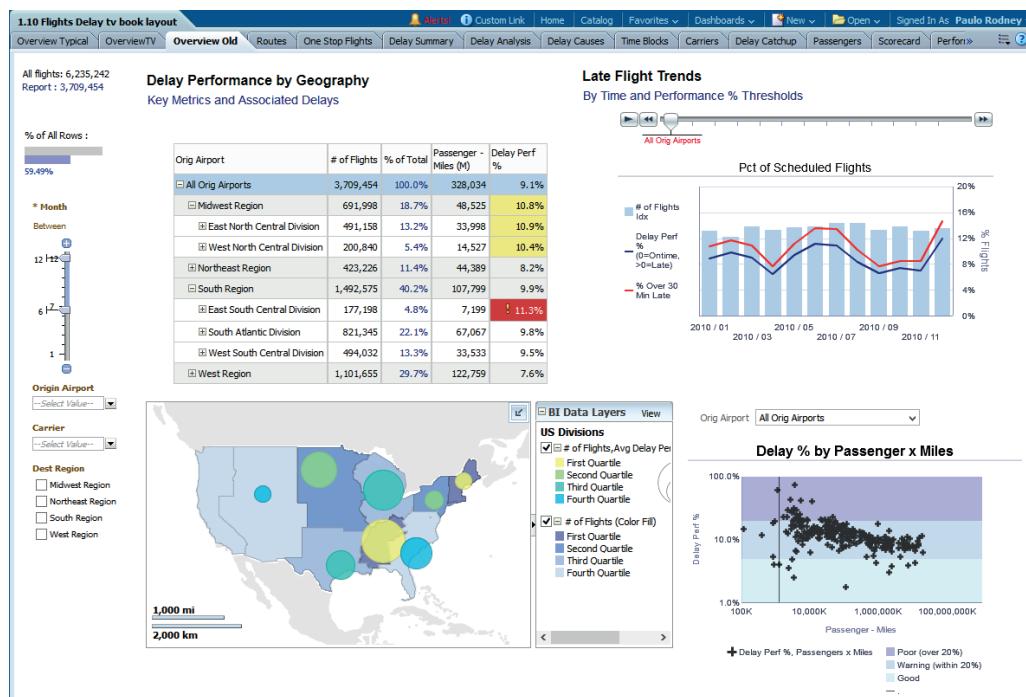 1.10 Flights Delay tv book layout
Alerts! Custom Link Home Catalog Favorites Dashboards New Open Signed In As Paulo Rodney
Overview Typical OverviewTV Overview Old Routes One Stop Flights Delay Summary Delay Analysis Delay Causes Time Blocks Carriers Delay Catchup Passengers Scorecard Perfor»
All flights: 6,235,242
Report : 3,709,454
% of All Rows :
59.49%
* Month
Between
12 12
6 7
1
Origin Airport
--Select Value--
Carrier
--Select Value--
Dest Region
Midwest Region
Northeast Region
South Region
West Region
Delay Performance by Geography
Key Metrics and Associated Delays
Orig Airport # of Flights % of Total Passenger - Miles (M) Delay Perf %
All Orig Airports 3,709,454 100.0% 328,034 9.1%
Midwest Region 691,998 18.7% 48,525 10.8%
East North Central Division 491,158 13.2% 33,998 10.9%
West North Central Division 200,840 5.4% 14,527 10.4%
Northeast Region 423,226 11.4% 44,389 8.2%
South Region 1,492,575 40.2% 107,799 9.9%
East South Central Division 177,198 4.8% 7,199 ! 11.3%
South Atlantic Division 821,345 22.1% 67,067 9.8%
West South Central Division 494,032 13.3% 33,533 9.5%
West Region 1,101,655 29.7% 122,759 7.6%
1,000 mi
2,000 km
BI Data Layers View
US Divisions
# of Flights,Avg Delay Per
First Quartile
Second Quartile
Third Quartile
Fourth Quartile
# of Flights (Color Fill)
First Quartile
Second Quartile
Third Quartile
Fourth Quartile
Late Flight Trends
By Time and Performance % Thresholds
All Orig Airports
Pct of Scheduled Flights
# of Flights
Idx
Delay Perf
%
(0=Ontime,
>0=Late)
% Over 30
Min Late
20%
16%
12%
8%
4%
0%
% Flights
2010 / 01 2010 / 05 2010 / 09
2010 / 03 2010 / 07 2010 / 11
Orig Airport All Orig Airports
Delay % by Passenger x Miles
100.0%
10.0%
1.0%
Delay Perf %
100K 10,000K 1,000,000K 100,000,000K
Passenger - Miles
Delay Perf %, Passengers x Miles
Poor (over 20%)
Warning (within 20%)
Good